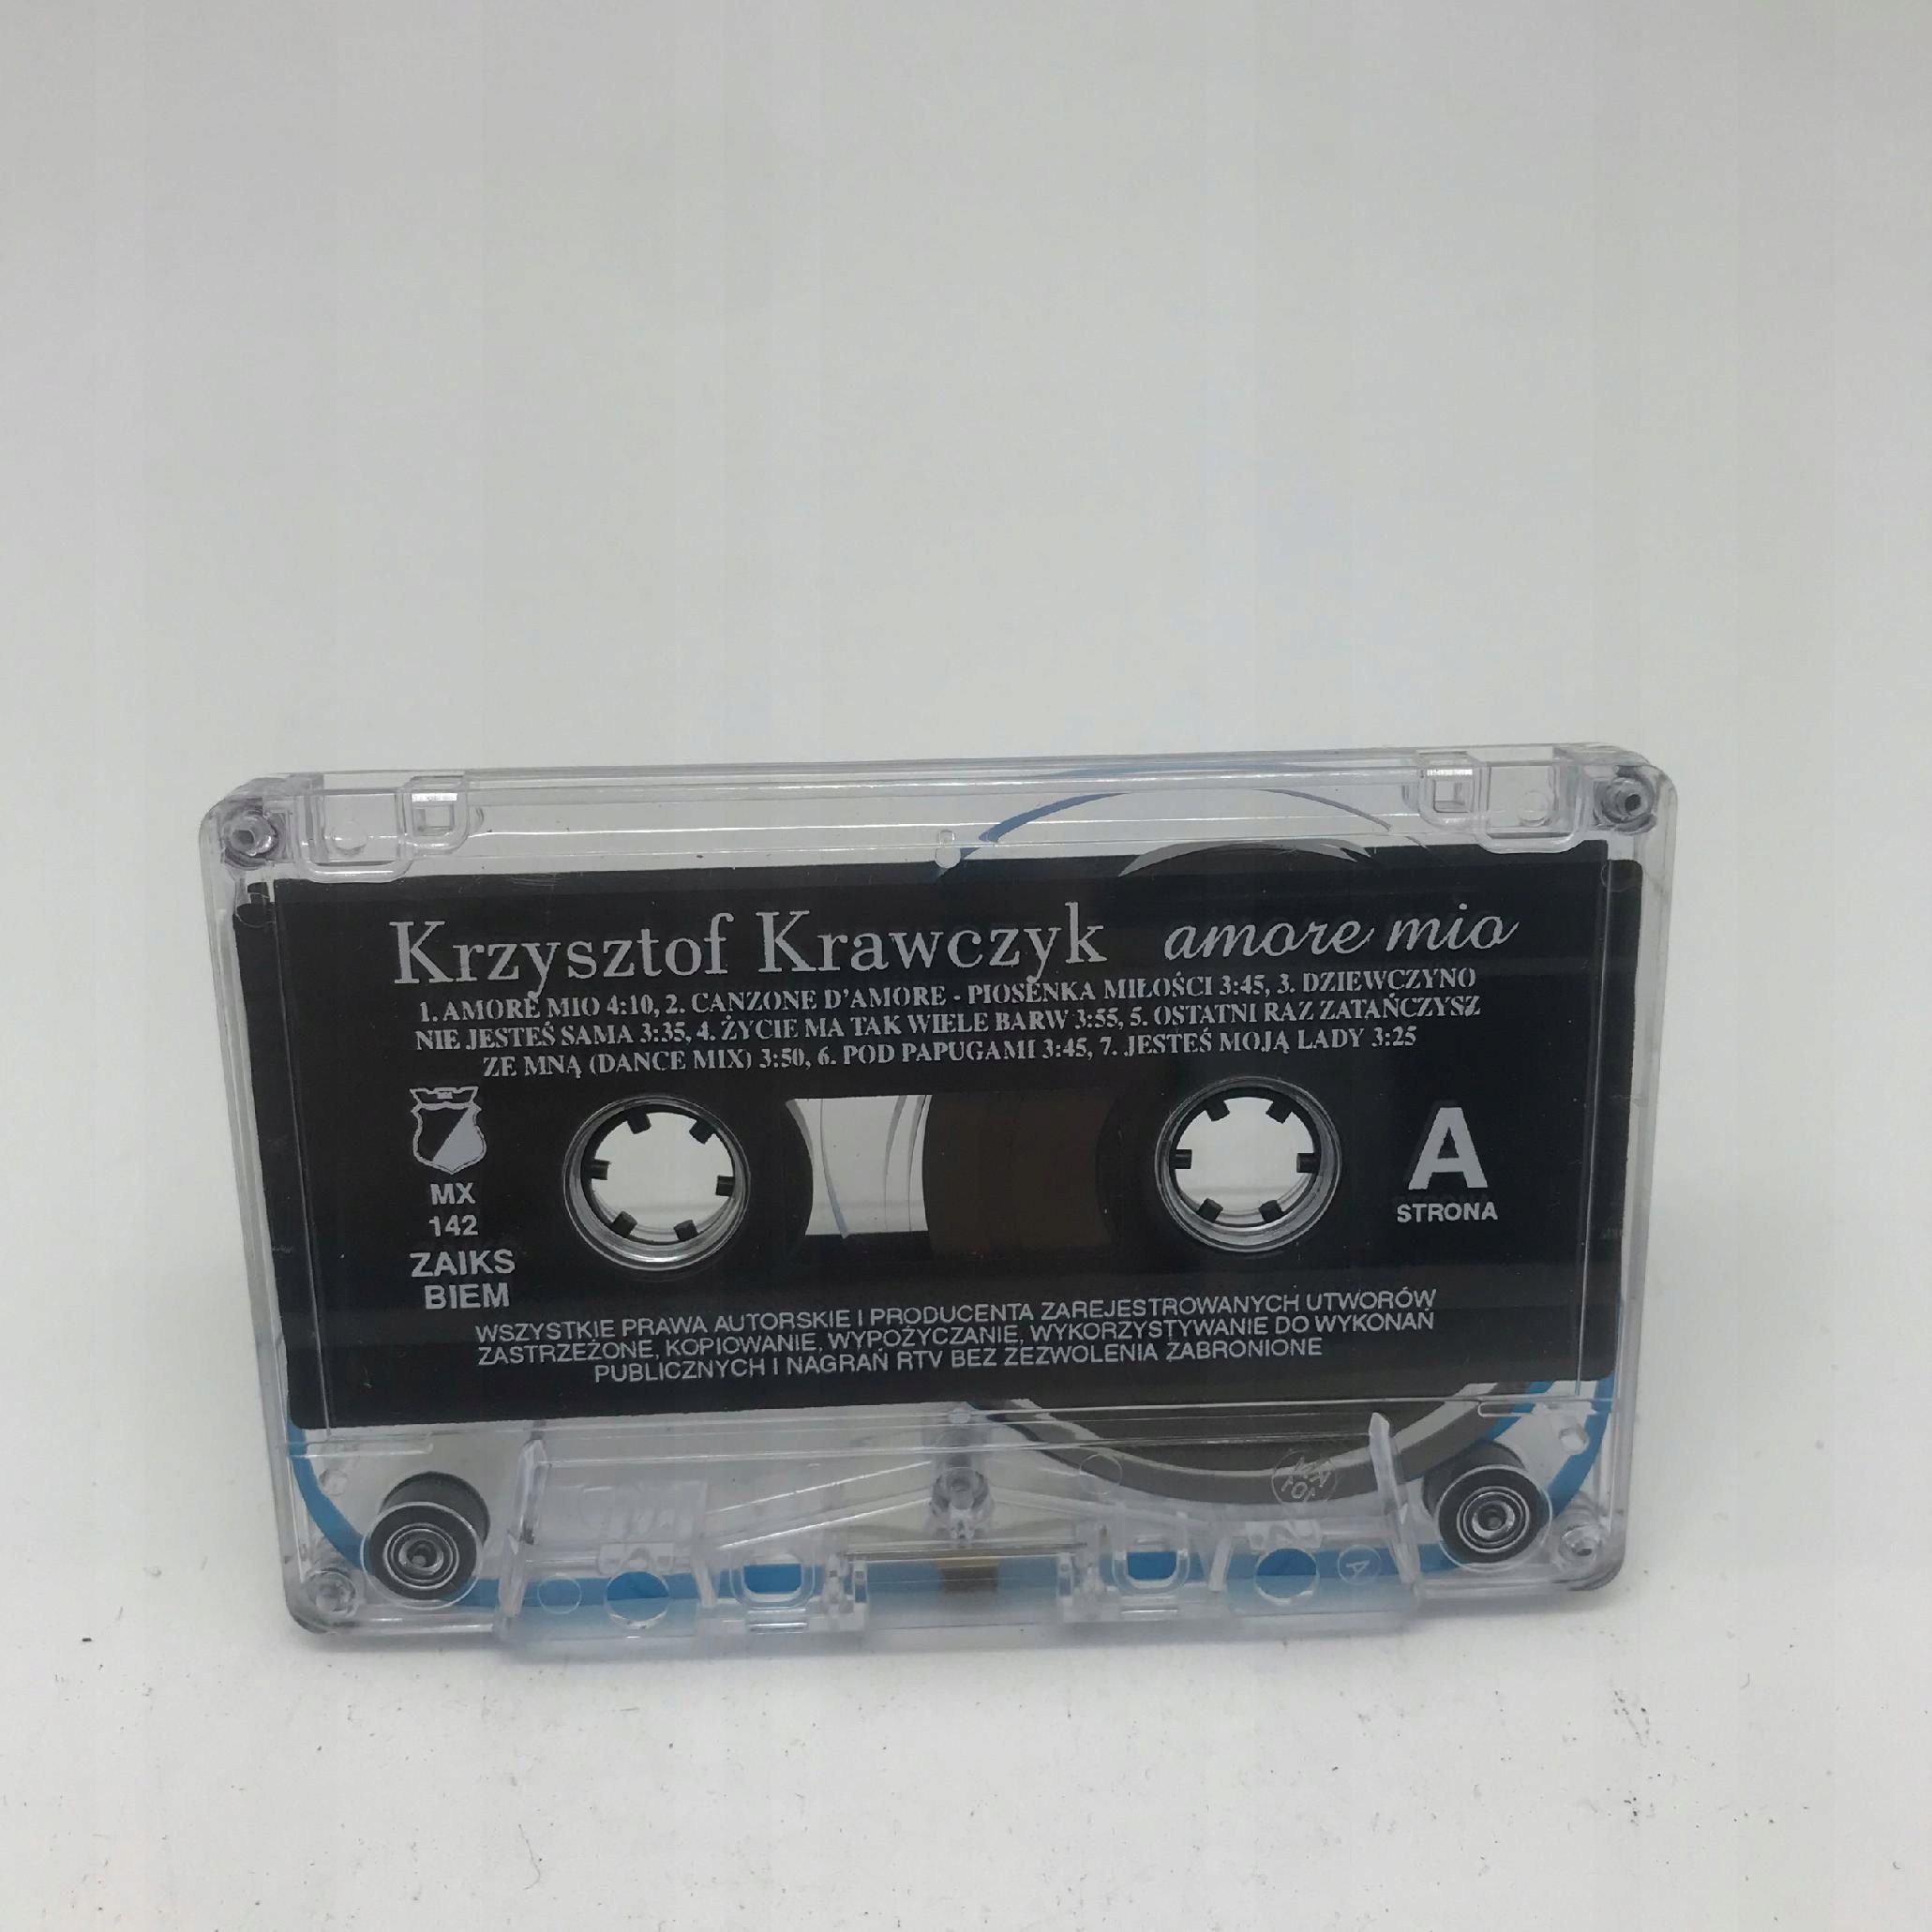 Krzysztof Krawczyk amore mio
1. AMORE MIO 4:10, 2. CANZONE D'AMORE - PIOSENKA MIŁOŚCI 3:45, 3. DZIEWCZYNO
NIE JESTEŚ SAMA 3:35, 4. ŻYCIE MA TAK WIELE BARW 3:55, 5. OSTATNI RAZ ZATAŃCZYSZ
ZE MNĄ (DANCE MIX) 3:50, 6. POD PAPUGAMI 3:45, 7. JESTEŚ MOJĄ LADY 3:25
MX
142
ZAIKS
BIEM
A
STRONA
WSZYSTKIE PRAWA AUTORSKIE I PRODUCENTA ZAREJESTROWANYCH UTWORÓW
ZASTRZEŻONE, KOPIOWANIE, WYPOŻYCZANIE, WYKORZYSTYWANIE DO WYKONAŃ
PUBLICZNYCH I NAGRAŃ RTV BEZ ZEZWOLENIA ZABRONIONE
A